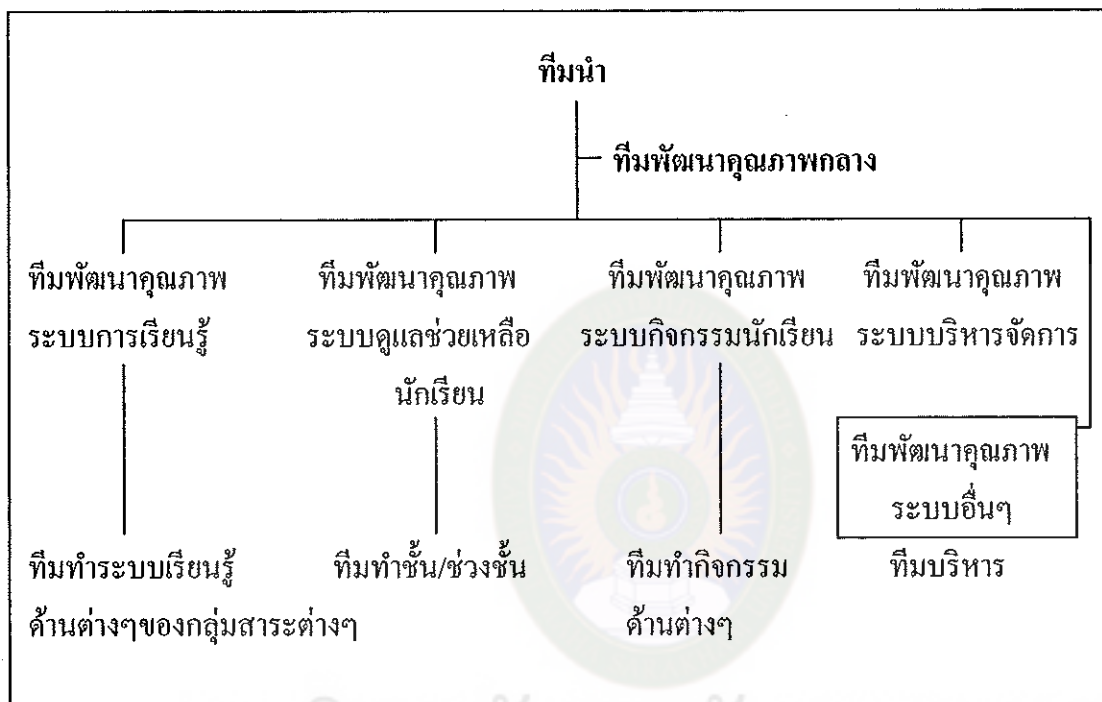 ทีมนำ
ทีมพัฒนาคุณภาพกลาง
ทีมพัฒนาคุณภาพ
ระบบการเรียนรู้
ทีมพัฒนาคุณภาพ
ระบบดูแลช่วยเหลือ
นักเรียน
ทีมพัฒนาคุณภาพ
ระบบกิจกรรมนักเรียน
ทีมพัฒนาคุณภาพ
ระบบบริหารจัดการ
ทีมพัฒนาคุณภาพ
ระบบอื่นๆ
ทีมทำระบบเรียนรู้
ด้านต่างๆของกลุ่มสาระต่างๆ
ทีมทำชั้น/ช่วงชั้น
ทีมทำกิจกรรม
ด้านต่างๆ
ทีมบริหาร